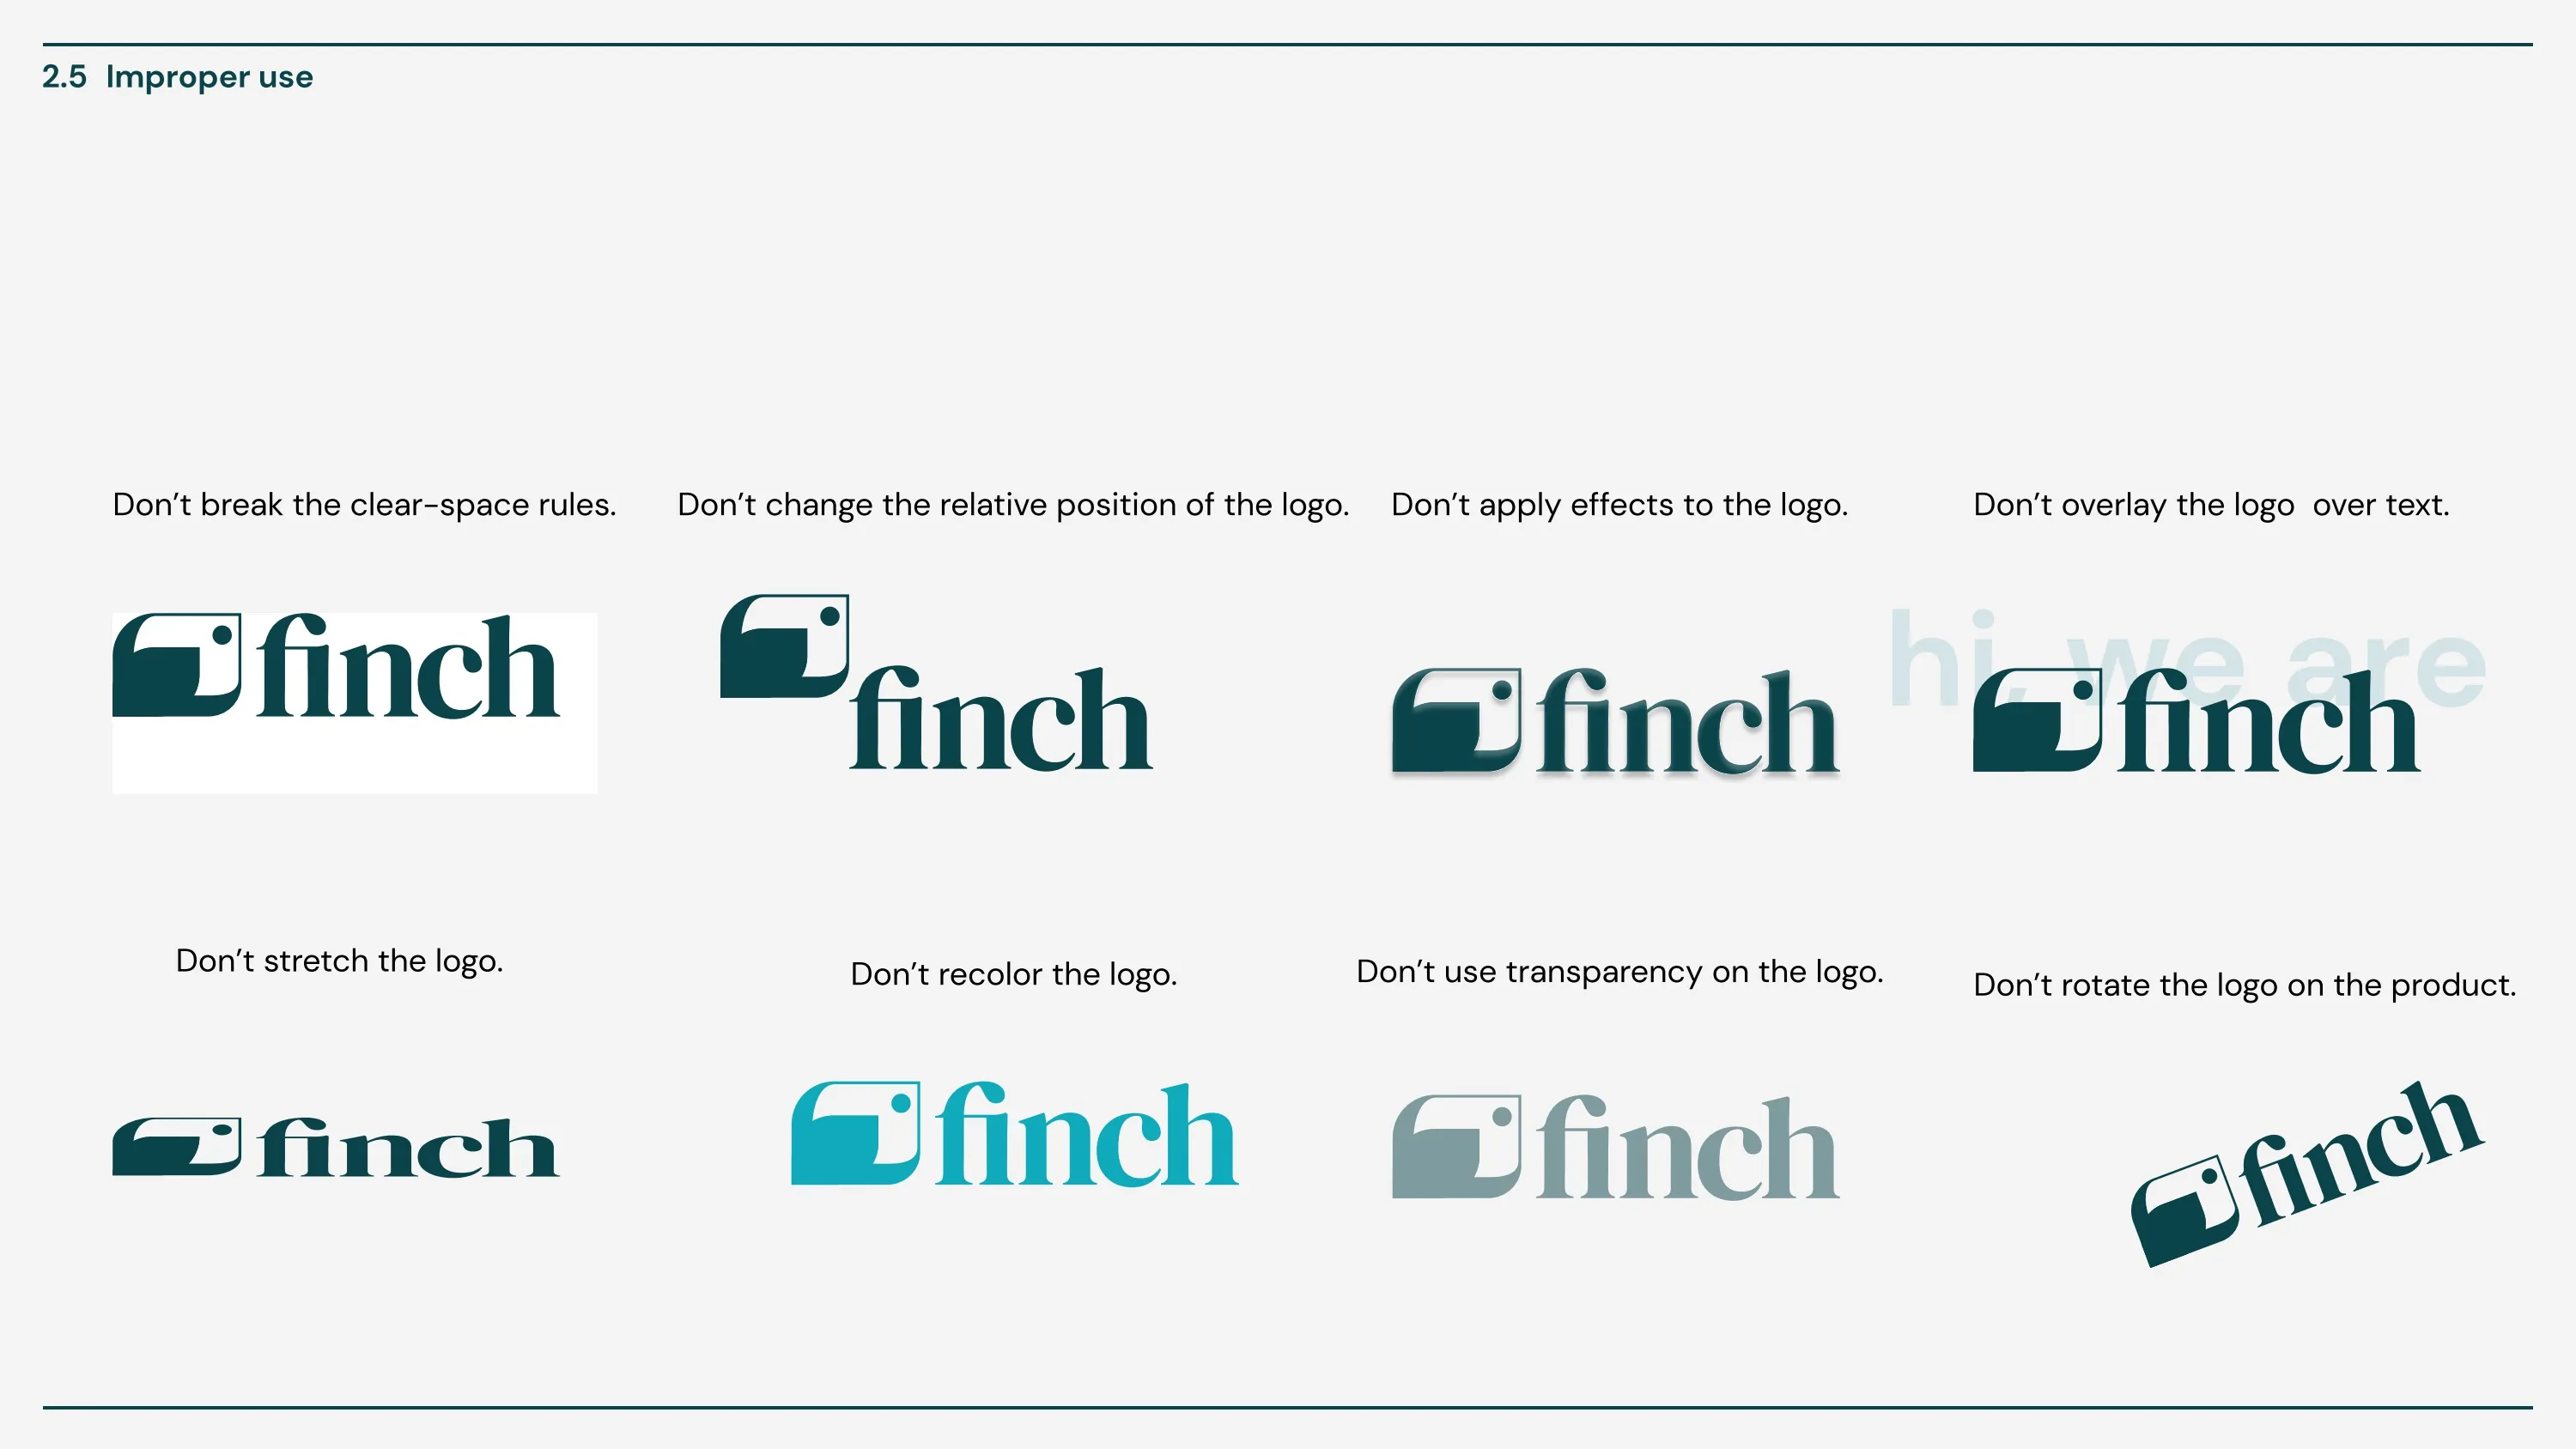 2.5 Improper use
Don’t break the clear-space rules.
Don’t change the relative position of the logo.
Don’t apply effects to the logo.
Don’t overlay the logo  over text.
finch
finch
finch
hi, we are
finch
Don’t stretch the logo.
Don’t recolor the logo.
Don’t use transparency on the logo.
Don’t rotate the logo on the product.
finch
finch
finch
finch